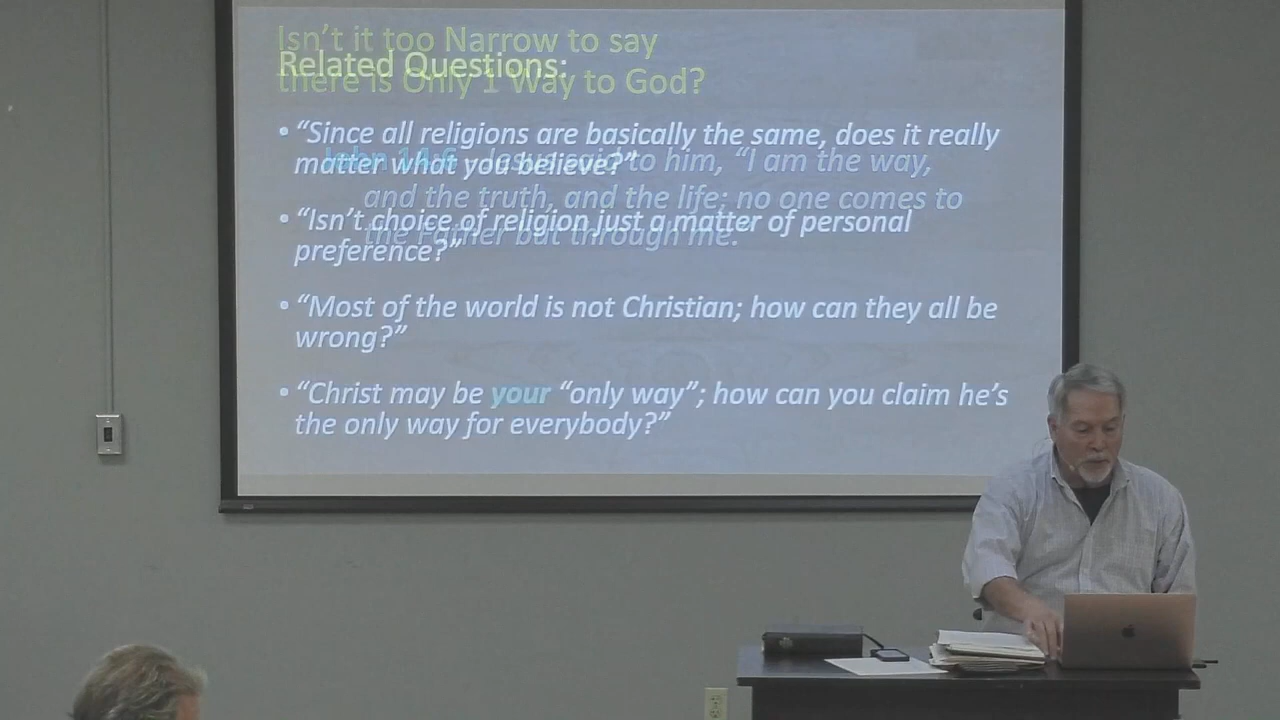 Isn't it too Narrow to say
there is Only 1 Way to God?
Related Questions:
• “Since all religions are basically the same, does it really
matter what you believe?”
John 14:6 - Jesus said to him, “I am the way,
and the truth, and the life; no one comes to
the Father but through me.”
• “Isn't choice of religion just a matter of personal
preference?”
• “Most of the world is not Christian; how can they all be
wrong?”
• “Christ may be your “only way”; how can you claim he's
the only way for everybody?”